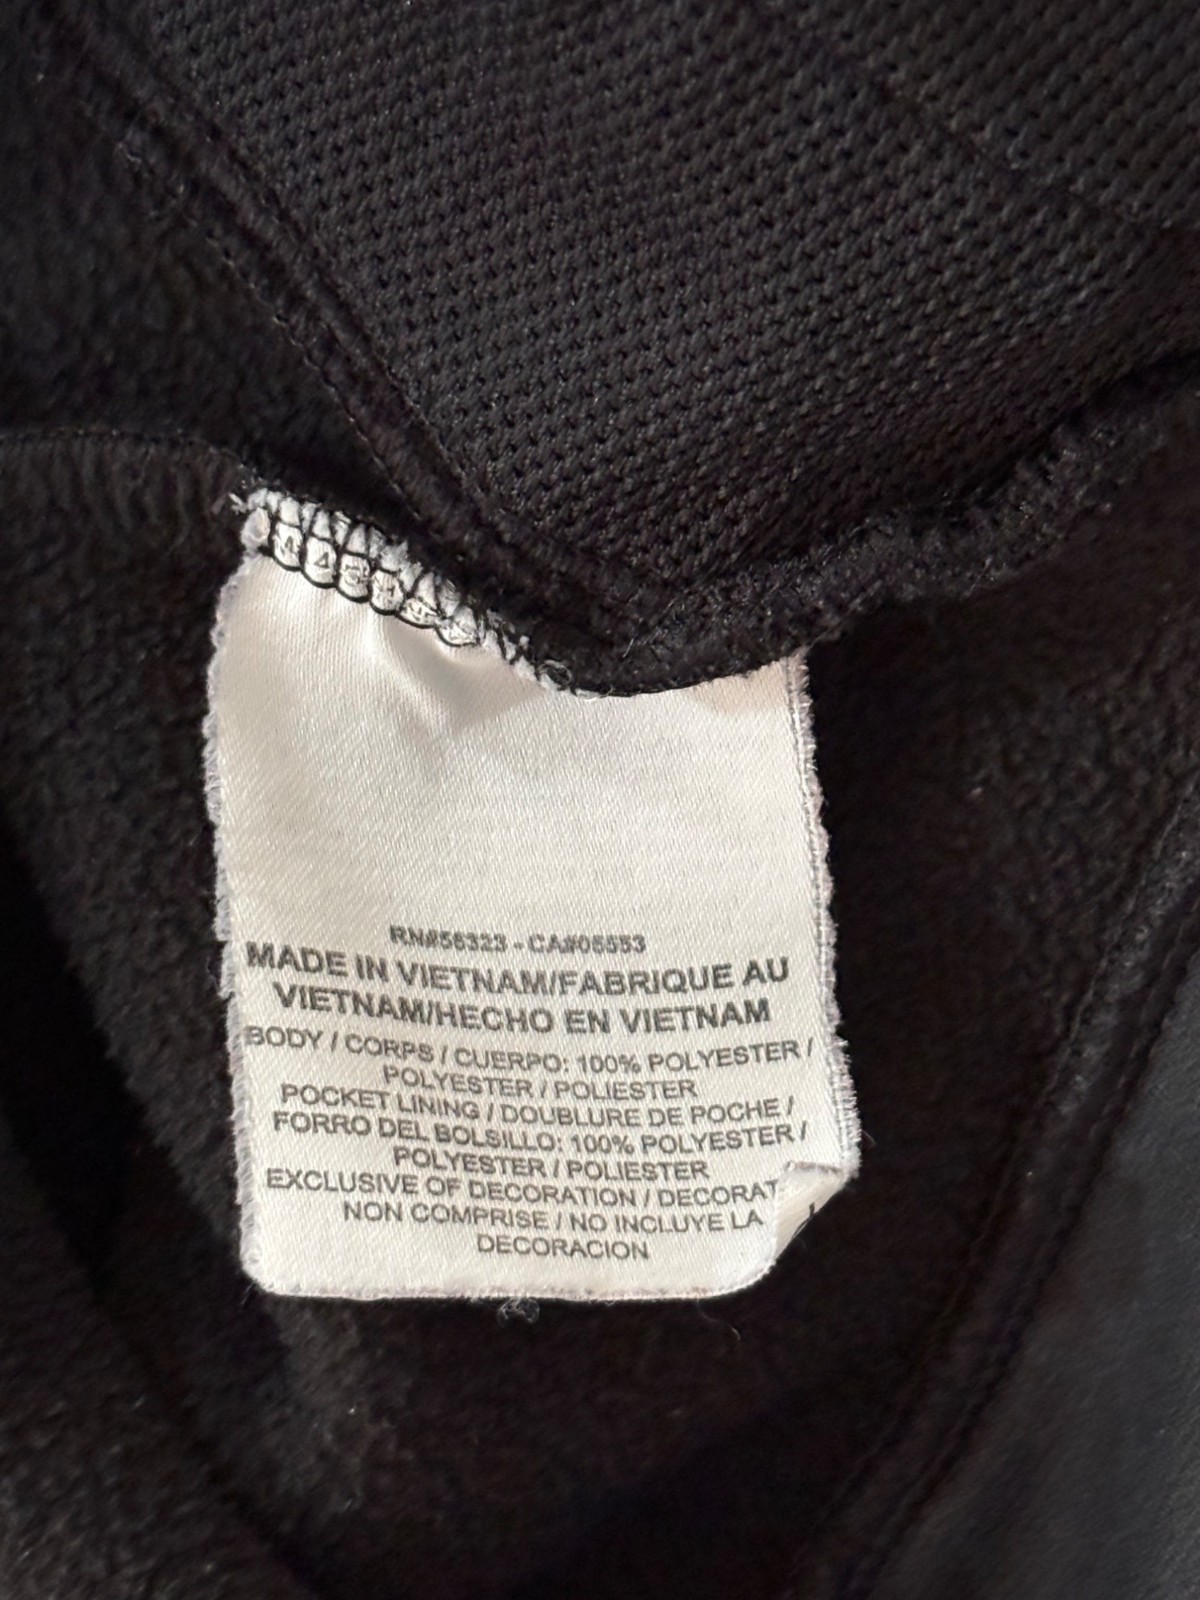 RN#56323 - CA#05553
MADE IN VIETNAM/FABRIQUE AU
VIETNAM/HECHO EN VIETNAM
BODY / CORPS / CUERPO: 100% POLYESTER /
POLYESTER / POLIESTER
POCKET LINING / DOUBLURE DE POCHE /
FORRO DEL BOLSILLO: 100% POLYESTER /
POLYESTER / POLIESTER
EXCLUSIVE OF DECORATION / DECORAT
NON COMPRISE / NO INCLUYE LA
DECORACION